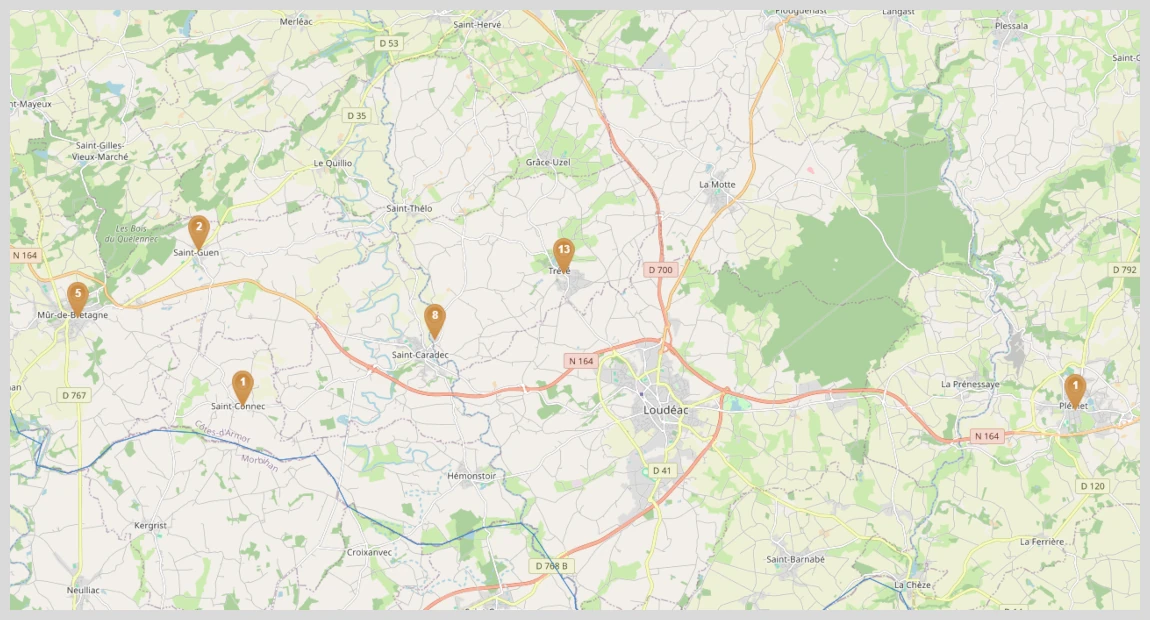 Merléac
Saint-Hervé
Plouguenast
Langast
Plessala
D 53
Saint-
nt-Mayeux
D 35
Saint-Gilles-
Vieux-Marché
Le Quillio
Grâce-Uzel
La Motte
Saint-Thélo
2
Les Bois
du Quélennec
Saint-Guen
N 164
13
Trévé
D 700
D 792
5
Mûr-de-Bretagne
8
Saint-Caradec
N 164
1
Saint-Connec
D 767
La Prénessaye
1
Plémet
Loudéac
Côtes-d'Armor
Morbihan
N 164
D 41
Hémonstoir
D 120
Kergrist
Croixanvec
La Ferrière
Saint-Barnabé
D 768 B
Neulliac
La Chèze